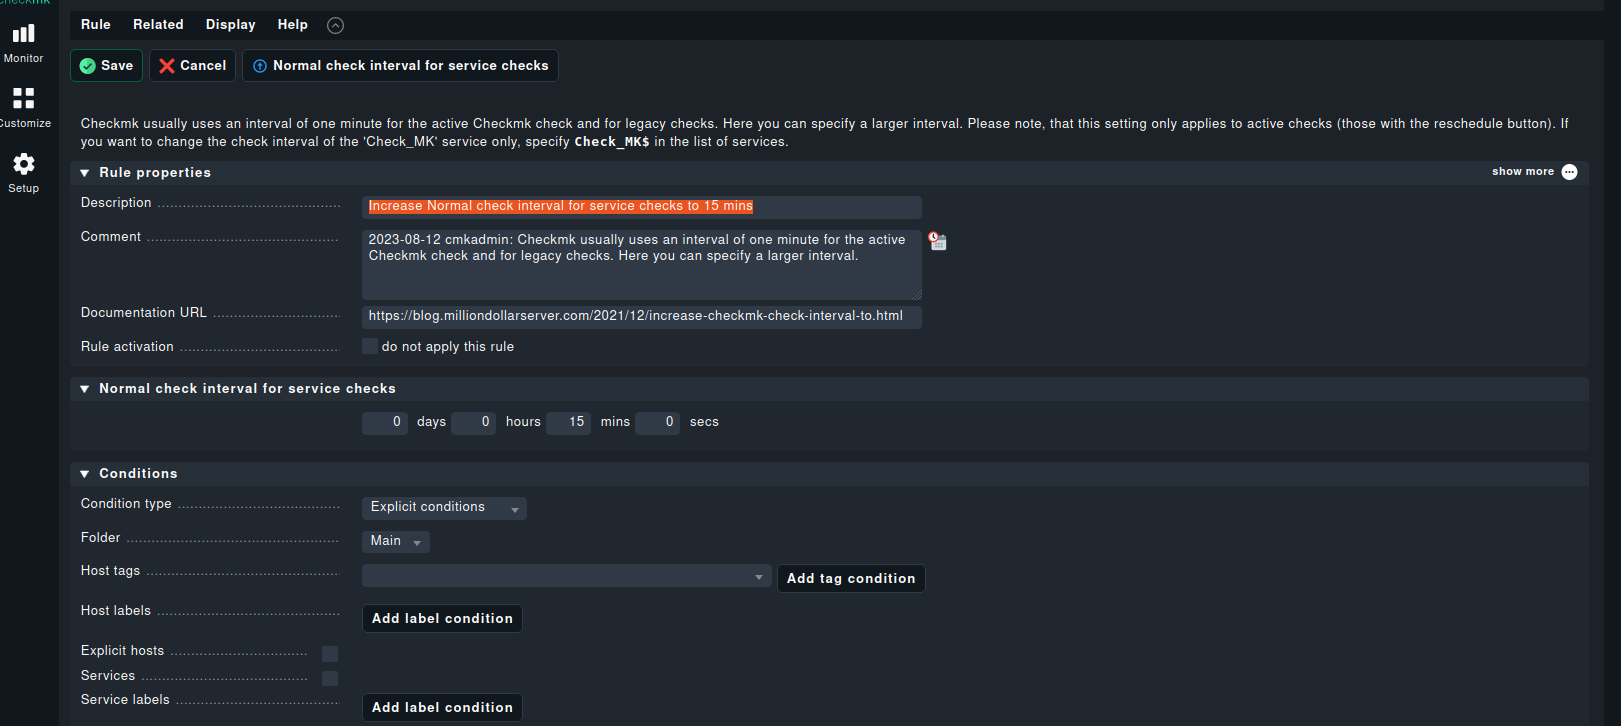 checkmk
Rule Related Display Help
Monitor
Save Cancel Normal check interval for service checks
Customize
Checkmk usually uses an interval of one minute for the active Checkmk check and for legacy checks. Here you can specify a larger interval. Please note, that this setting only applies to active checks (those with the reschedule button). If
you want to change the check interval of the 'Check_MK' service only, specify Check_MK$ in the list of services.
Setup
Rule properties show more
Description Increase Normal check interval for service checks to 15 mins
Comment 2023-08-12 cmkadmin: Checkmk usually uses an interval of one minute for the active
Checkmk check and for legacy checks. Here you can specify a larger interval.
Documentation URL https://blog.milliondollarserver.com/2021/12/increase-checkmk-check-interval-to.html
Rule activation do not apply this rule
Normal check interval for service checks
0 days 0 hours 15 mins 0 secs
Conditions
Condition type Explicit conditions
Folder Main
Host tags Add tag condition
Host labels Add label condition
Explicit hosts
Services
Service labels Add label condition